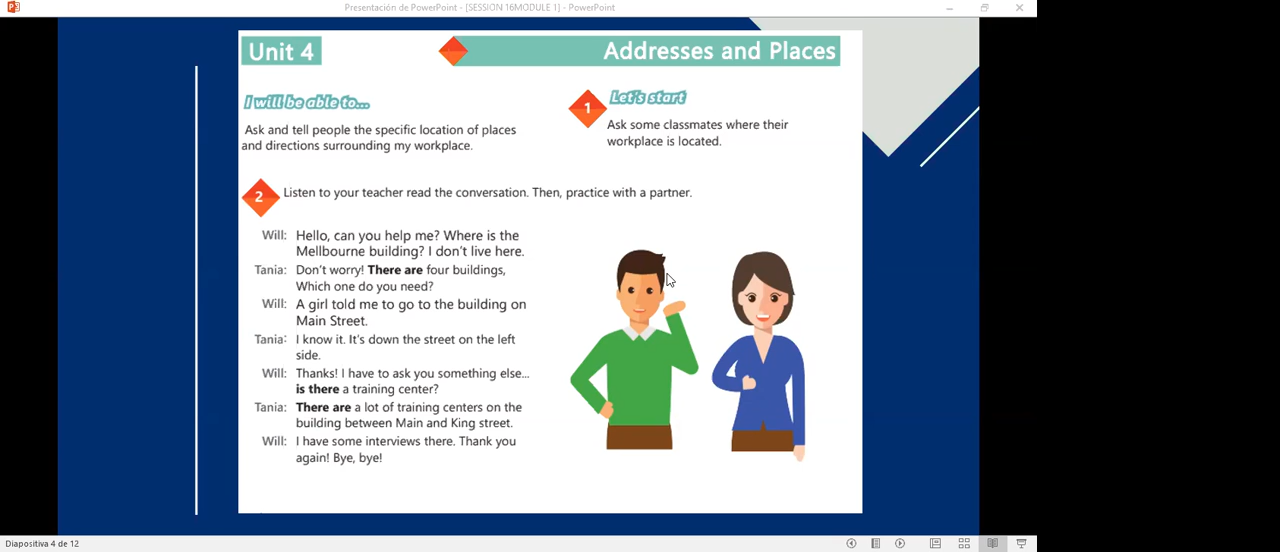 Presentación de PowerPoint - [SESSION 16MODULE 1] - PowerPoint
Unit 4
Addresses and Places
I will be able to...
Ask and tell people the specific location of places
and directions surrounding my workplace.
1
Let's start
Ask some classmates where their
workplace is located.
2
Listen to your teacher read the conversation. Then, practice with a partner.
Will: Hello, can you help me? Where is the
Mellbourne building? I don't live here.
Tania: Don't worry! There are four buildings,
Which one do you need?
Will: A girl told me to go to the building on
Main Street.
Tania: I know it. It's down the street on the left
side.
Will: Thanks! I have to ask you something else...
is there a training center?
Tania: There are a lot of training centers on the
building between Main and King street.
Will: I have some interviews there. Thank you
again! Bye, bye!
Diapositiva 4 de 12